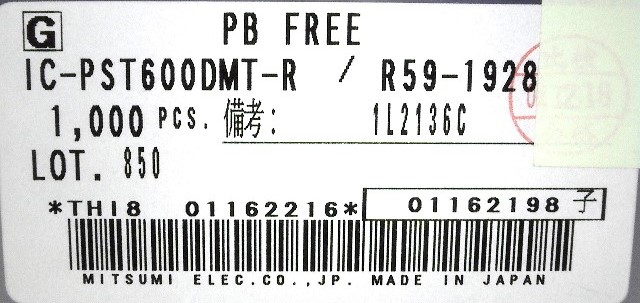 G PB FREE
IC-PST600DMT-R / R59-1928
1,000 PCS. 備考: 1L2136C
LOT. 850
*THI8 01162216* 01162198 子
MITSUMI ELEC.CO.,JP. MADE IN JAPAN